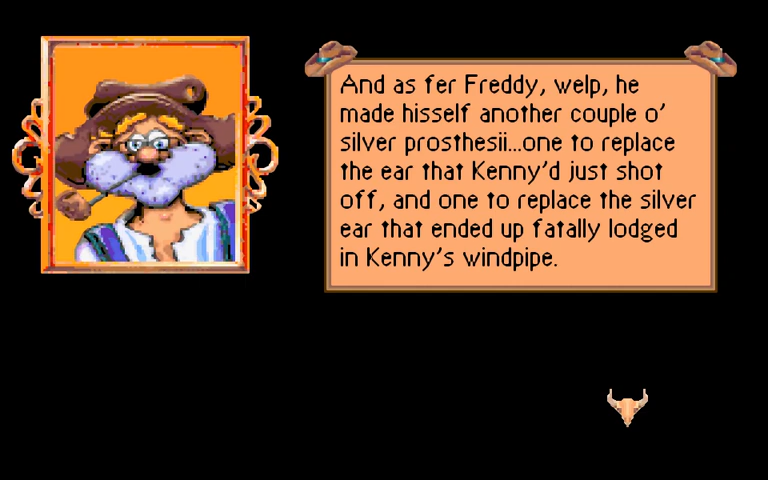 And as fer Freddy, welp, he
made hisself another couple o'
silver prosthesii...one to replace
the ear that Kenny'd just shot
off, and one to replace the silver
ear that ended up fatally lodged
in Kenny's windpipe.